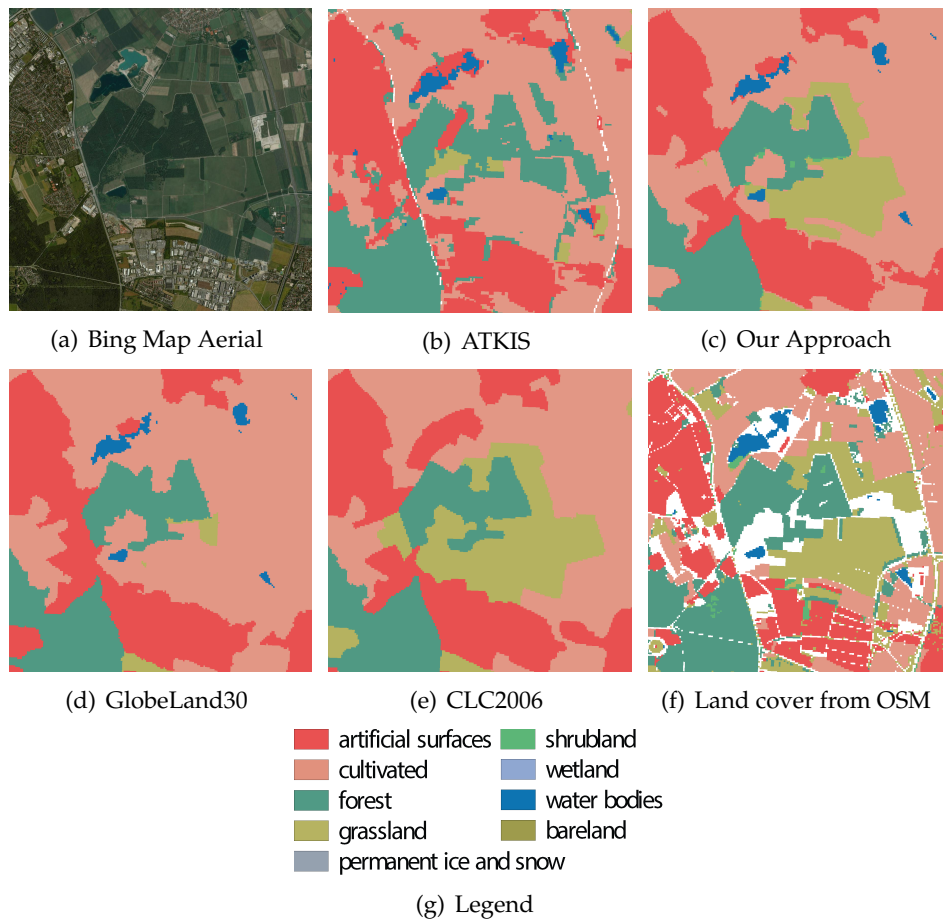 (a) Bing Map Aerial
(b) ATKIS
(c) Our Approach
(d) GlobeLand30
(e) CLC2006
(f) Land cover from OSM
artificial surfaces
shrubland
cultivated
wetland
forest
water bodies
grassland
bareland
permanent ice and snow
(g) Legend